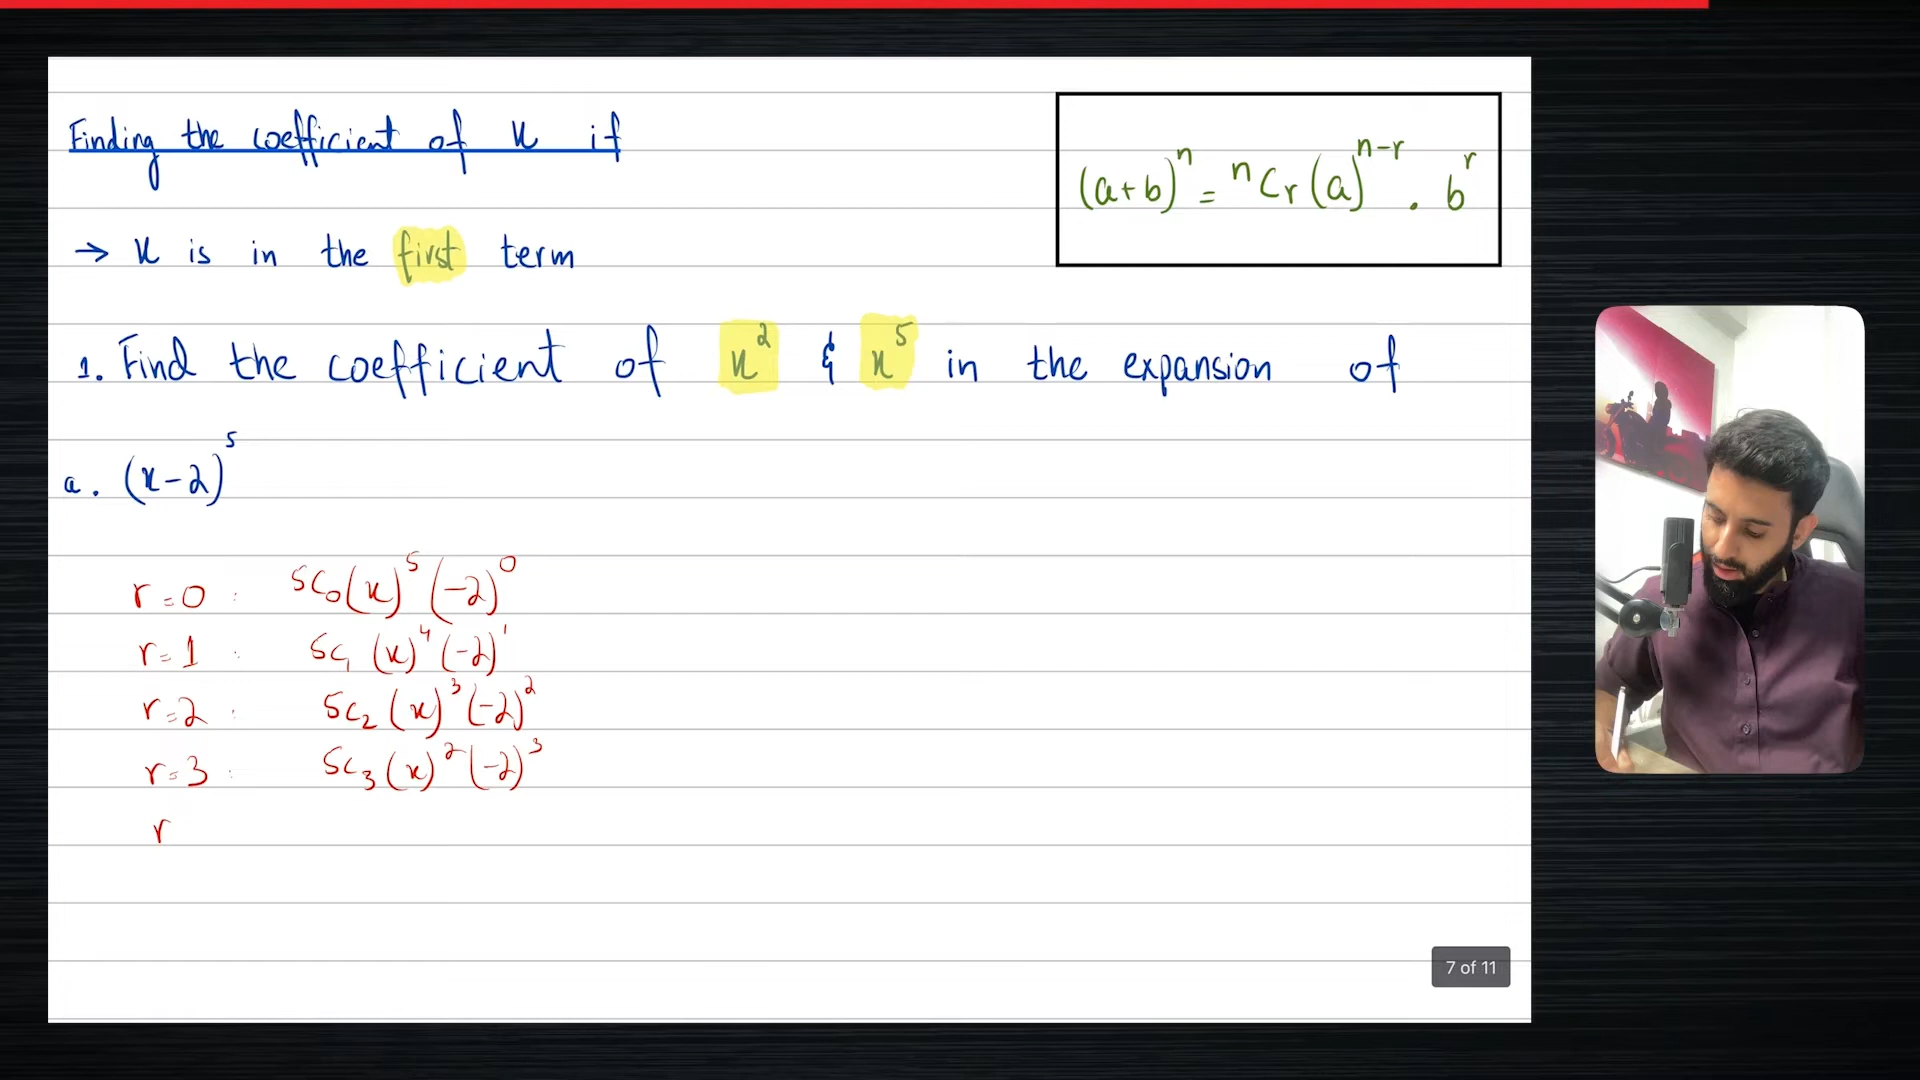 Finding the coefficient of x if
(a+b)^n = nCr (a)^n-r . b^r
→ x is in the first term
1. Find the coefficient of x^2 & x^5 in the expansion of
a. (x-2)^5
r=0 : 5C0 (x)^5 (-2)^0
r=1 : 5C1 (x)^4 (-2)^1
r=2 : 5C2 (x)^3 (-2)^2
r=3 : 5C3 (x)^2 (-2)^3
r
7 of 11